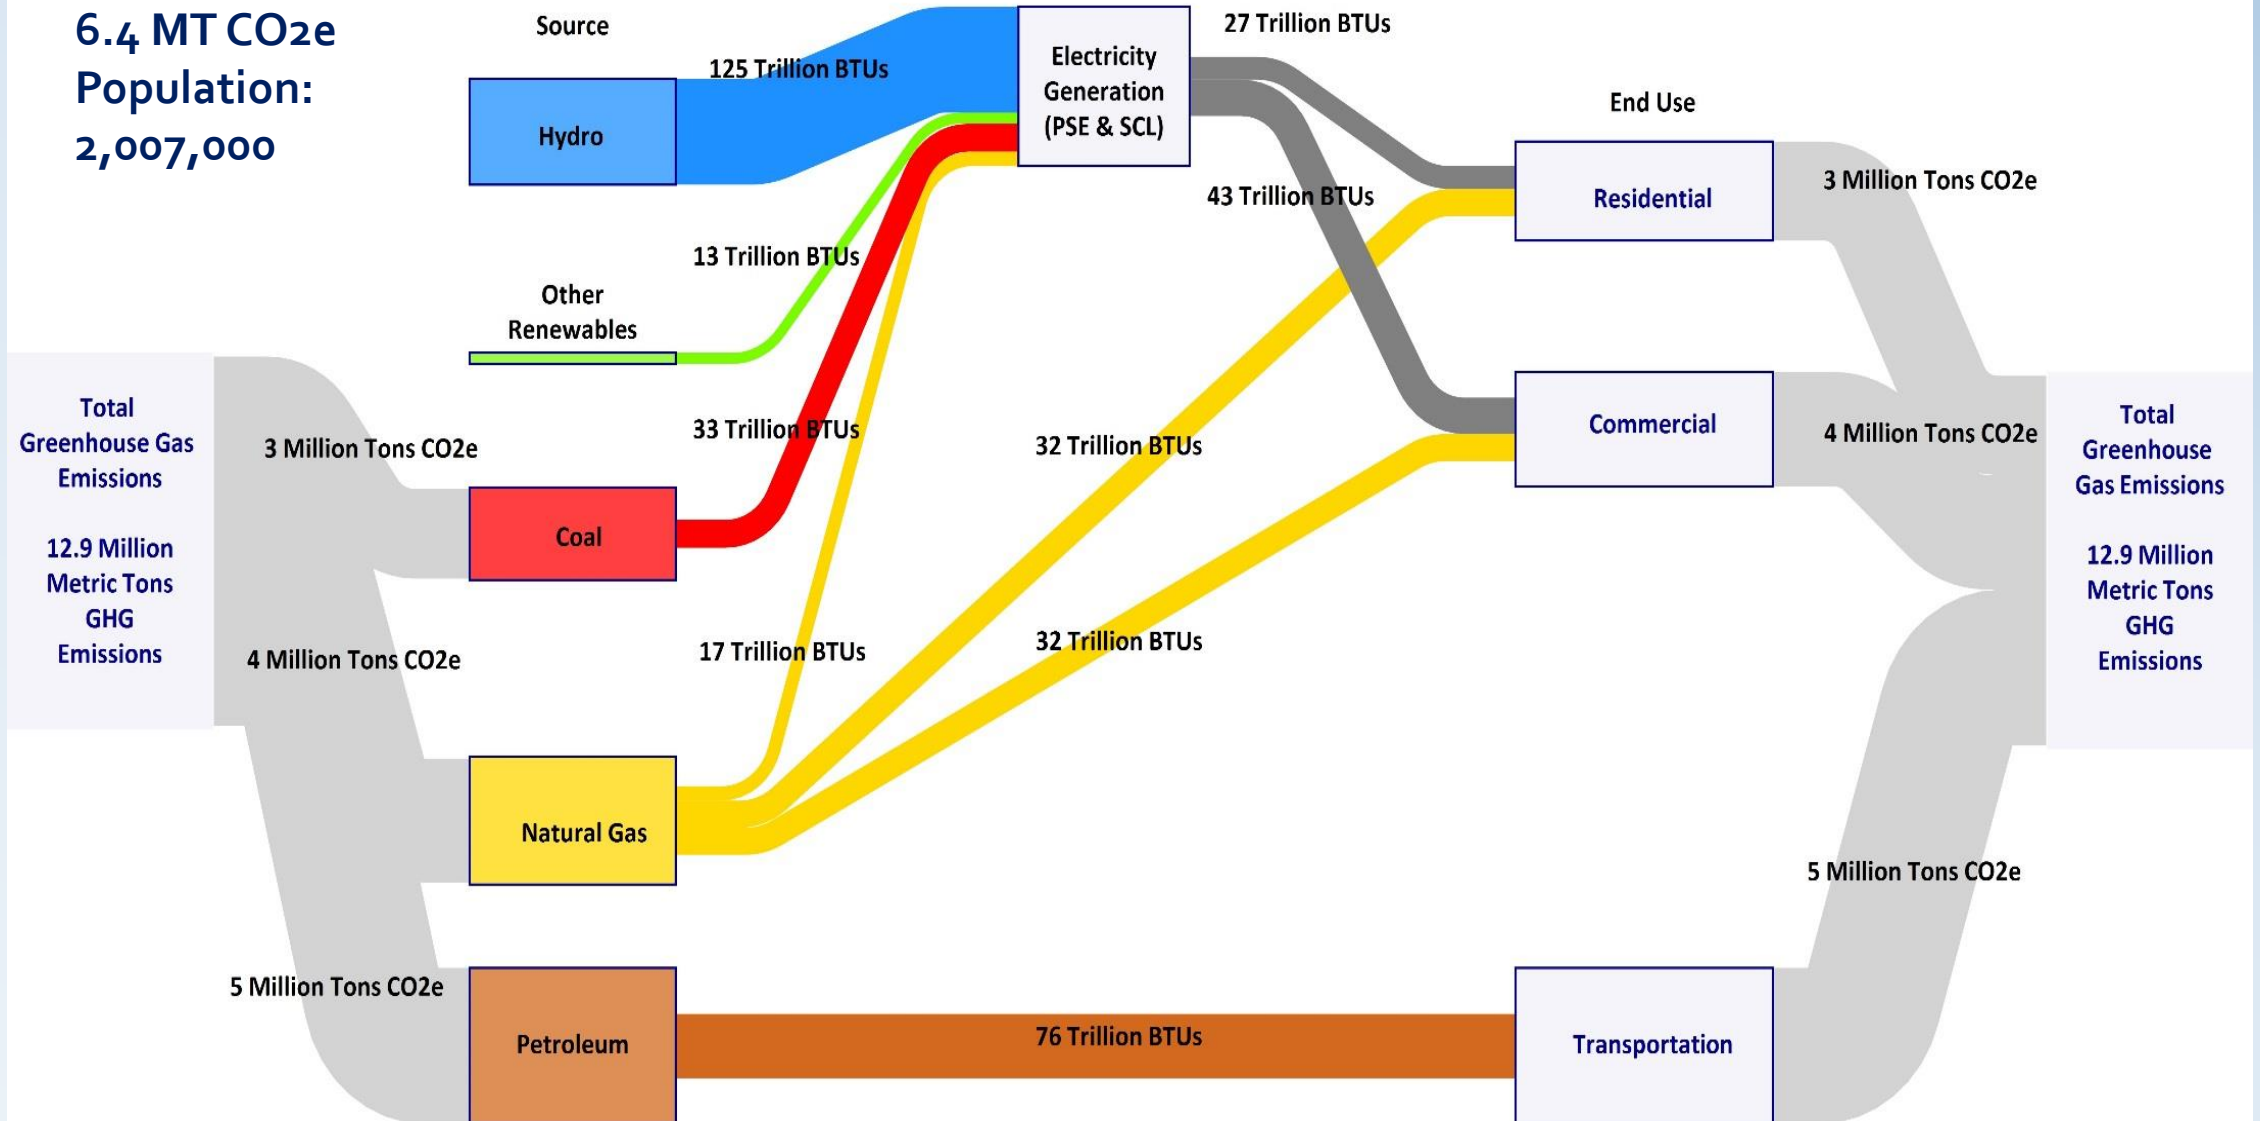 6.4 MT CO2e
Population:
2,007,000
Source
125 Trillion BTUs
Hydro
Electricity
Generation
(PSE & SCL)
27 Trillion BTUs
End Use
43 Trillion BTUs
Residential
3 Million Tons CO2e
13 Trillion BTUs
Other
Renewables
Total
Greenhouse Gas
Emissions
12.9 Million
Metric Tons
GHG
Emissions
3 Million Tons CO2e
33 Trillion BTUs
Coal
32 Trillion BTUs
Commercial
4 Million Tons CO2e
Total
Greenhouse
Gas Emissions
12.9 Million
Metric Tons
GHG
Emissions
4 Million Tons CO2e
17 Trillion BTUs
32 Trillion BTUs
Natural Gas
5 Million Tons CO2e
5 Million Tons CO2e
Petroleum
76 Trillion BTUs
Transportation